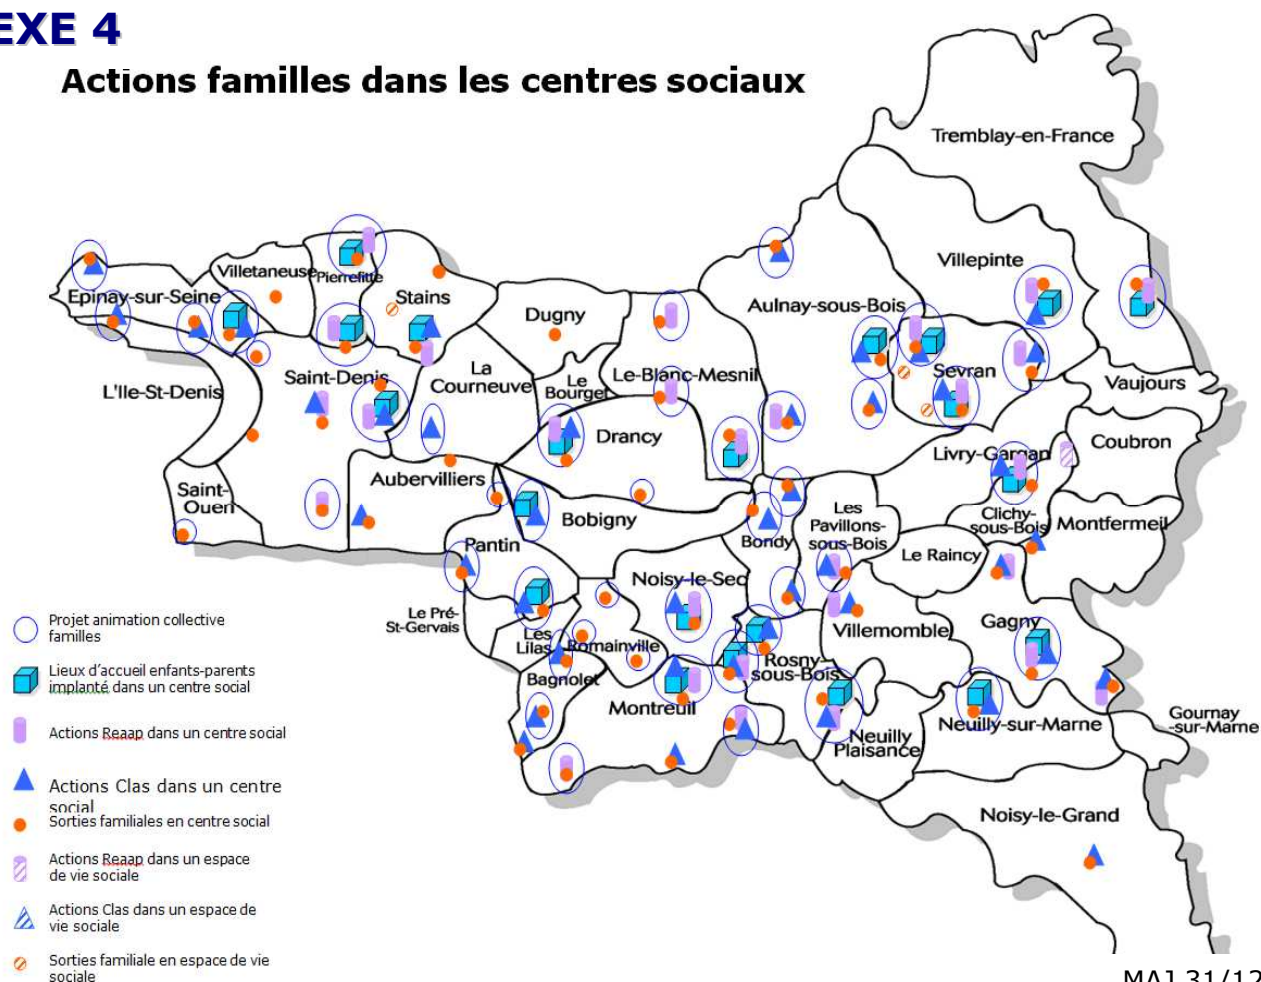 EXE 4
Actions familles dans les centres sociaux
Tremblay-en-France
Villepinte
Villetaneuse
Pierrefitte
Epinay-sur-Seine
Stains
Aulnay-sous-Bois
Dugny
La
Courneuve
Le
Bourget
Le-Blanc-Mesnil
Sevran
Vaujours
Saint-Denis
L'Ile-St-Denis
Drancy
Coubron
Livry-Gargan
Aubervilliers
Saint-
Ouen
Bobigny
Les
Pavillons-
sous-Bois
Clichy-
sous-Bois
Montfermeil
Pantin
Bondy
Le Raincy
Noisy-le-Sec
Le Pré-
St-Gervais
Les
Lilas
Romainville
Villemomble
Gagny
Rosny-
sous-Bois
Bagnolet
Montreuil
Neuilly
Plaisance
Neuilly-sur-Marne
Gournay
-sur-Marne
Noisy-le-Grand
Projet animation collective
familles
Lieux d'accueil enfants-parents
implanté dans un centre social
Actions Reaap dans un centre social
Actions Clas dans un centre
social
Sorties familiales en centre social
Actions Reaap dans un espace
de vie sociale
Actions Clas dans un espace de
vie sociale
Sorties familiale en espace de vie
sociale
MAJ 31/12